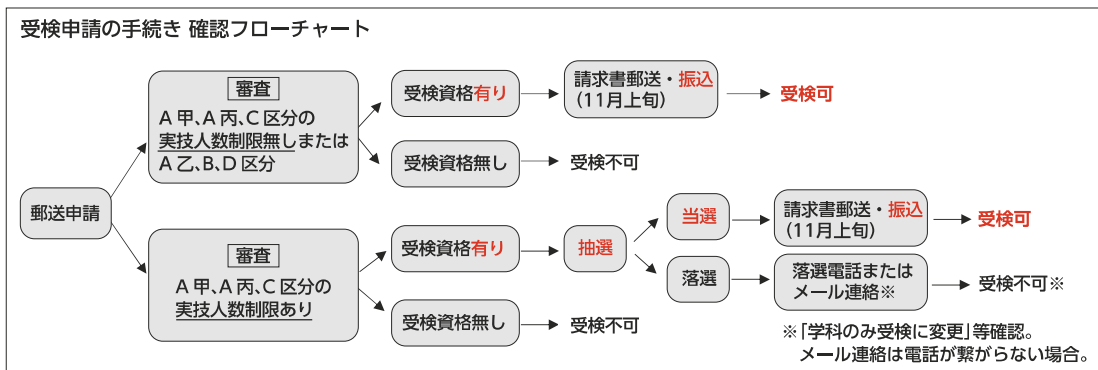 受検申請の手続き 確認フローチャート
郵送申請
審査
A 甲、A 丙、C 区分の
実技人数制限無しまたは
A 乙、B、D 区分
受検資格有り
請求書郵送・振込
(11月上旬)
受検可
受検資格無し
受検不可
審査
A 甲、A 丙、C 区分の
実技人数制限あり
受検資格有り
抽選
当選
請求書郵送・振込
(11月上旬)
受検可
落選
落選電話または
メール連絡※
受検不可※
受検資格無し
受検不可
※「学科のみ受検に変更」等確認。
メール連絡は電話が繋がらない場合。